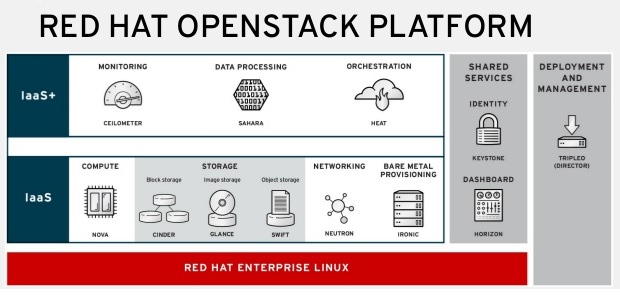 RED HAT OPENSTACK PLATFORM
IaaS+
MONITORING
CEILOMETER
DATA PROCESSING
SAHARA
ORCHESTRATION
HEAT
IaaS
COMPUTE
NOVA
STORAGE
Block storage
CINDER
Image storage
GLANCE
Object storage
SWIFT
NETWORKING
NEUTRON
BARE METAL
PROVISIONING
IRONIC
SHARED
SERVICES
IDENTITY
KEYSTONE
DASHBOARD
HORIZON
DEPLOYMENT
AND
MANAGEMENT
TRIPLEO
(DIRECTOR)
RED HAT ENTERPRISE LINUX